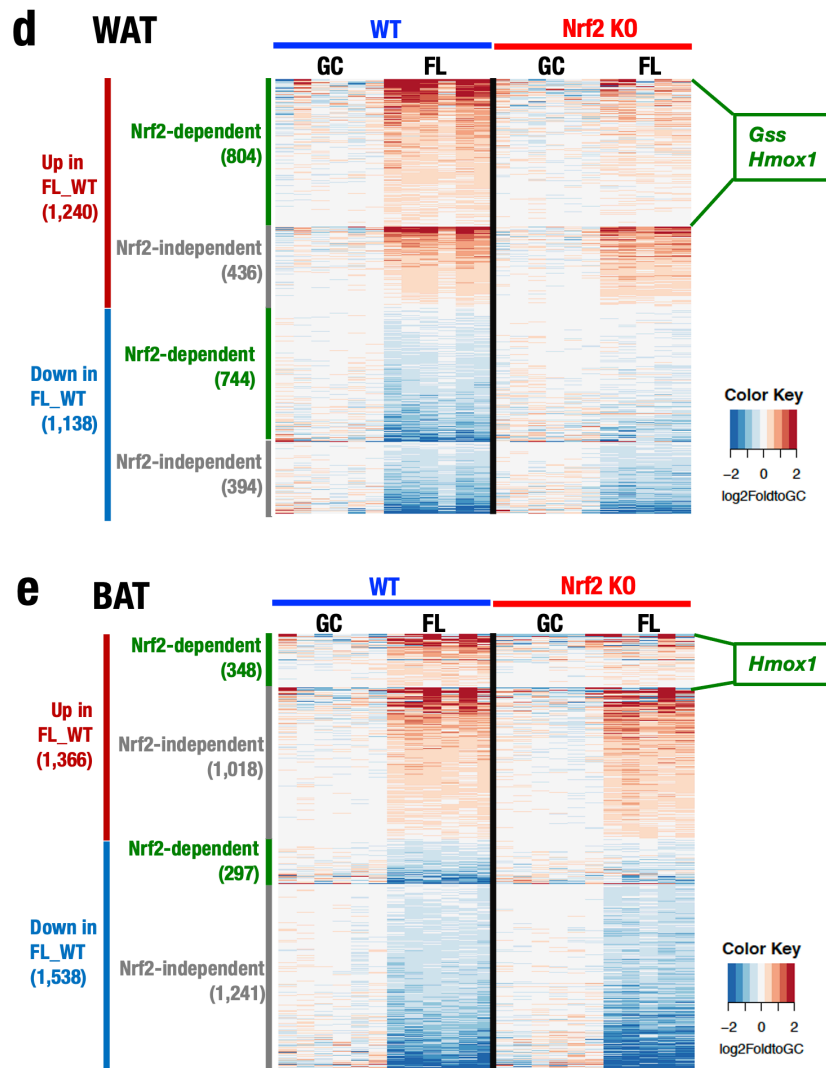 d WAT
WT Nrf2 KO
GC FL GC FL
Up in
FL_WT
(1,240)
Nrf2-dependent
(804)
Gss
Hmox1
Nrf2-independent
(436)
Down in
FL_WT
(1,138)
Nrf2-dependent
(744)
Nrf2-independent
(394)
Color Key
−2 0 2
log2FoldtoGC
e BAT
WT Nrf2 KO
GC FL GC FL
Up in
FL_WT
(1,366)
Nrf2-dependent
(348)
Hmox1
Nrf2-independent
(1,018)
Down in
FL_WT
(1,538)
Nrf2-dependent
(297)
Nrf2-independent
(1,241)
Color Key
−2 0 2
log2FoldtoGC